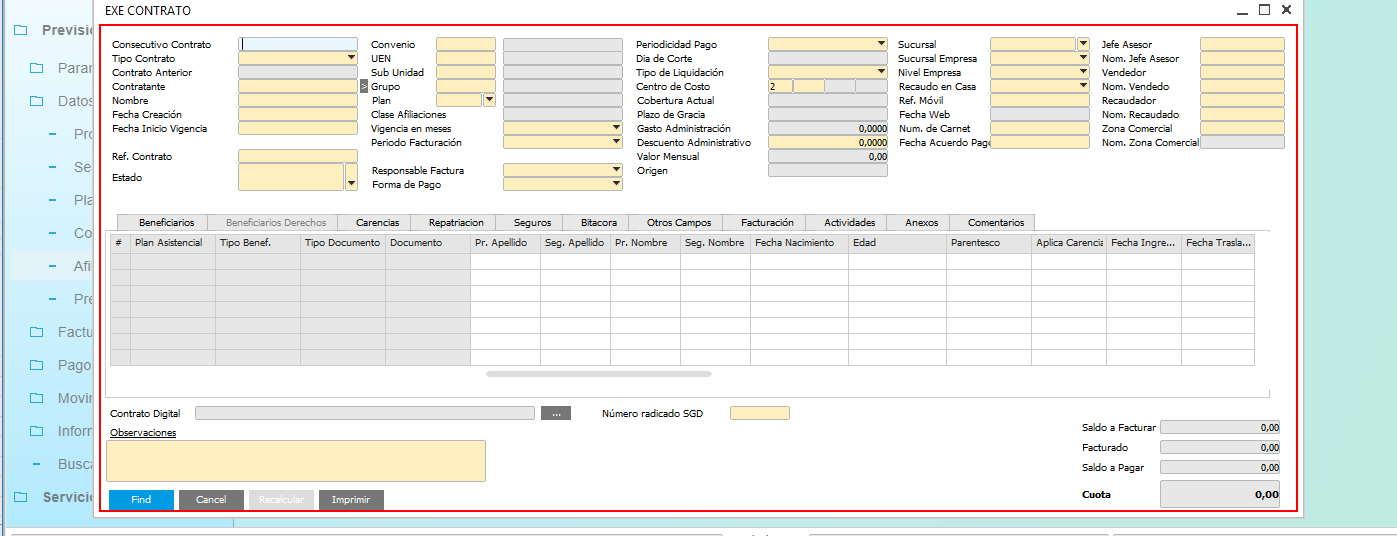 EXE CONTRATO
Previsi
Parar
Datos
Pro
Se
Pla
Co
Afi
Pre
Factu
Pago
Movir
Inforr
Busca
Servicio
Consecutivo Contrato
Tipo Contrato
Contrato Anterior
Contratante
>
Nombre
Fecha Creación
Fecha Inicio Vigencia
Ref. Contrato
Estado
Convenio
UEN
Sub Unidad
Grupo
Plan
Clase Afiliaciones
Vigencia en meses
Periodo Facturación
Responsable Factura
Forma de Pago
Periodicidad Pago
Dia de Corte
Tipo de Liquidación
Centro de Costo 2
Cobertura Actual
Plazo de Gracia
Gasto Administración 0,0000
Descuento Administrativo 0,0000
Valor Mensual 0,00
Origen
Sucursal
Sucursal Empresa
Nivel Empresa
Recaudo en Casa
Ref. Móvil
Fecha Web
Num. de Carnet
Fecha Acuerdo Pago
Jefe Asesor
Nom. Jefe Asesor
Vendedor
Nom. Vendedo
Recaudador
Nom. Recaudado
Zona Comercial
Nom. Zona Comercial
Beneficiarios Beneficiarios Derechos Carencias Repatriacion Seguros Bitacora Otros Campos Facturación Actividades Anexos Comentarios
# Plan Asistencial Tipo Benef. Tipo Documento Documento Pr. Apellido Seg. Apellido Pr. Nombre Seg. Nombre Fecha Nacimiento Edad Parentesco Aplica Carencia Fecha Ingre... Fecha Trasla...
Contrato Digital ... Número radicado SGD
Observaciones
Saldo a Facturar 0,00
Facturado 0,00
Saldo a Pagar 0,00
Cuota 0,00
Find Cancel Recalcular Imprimir